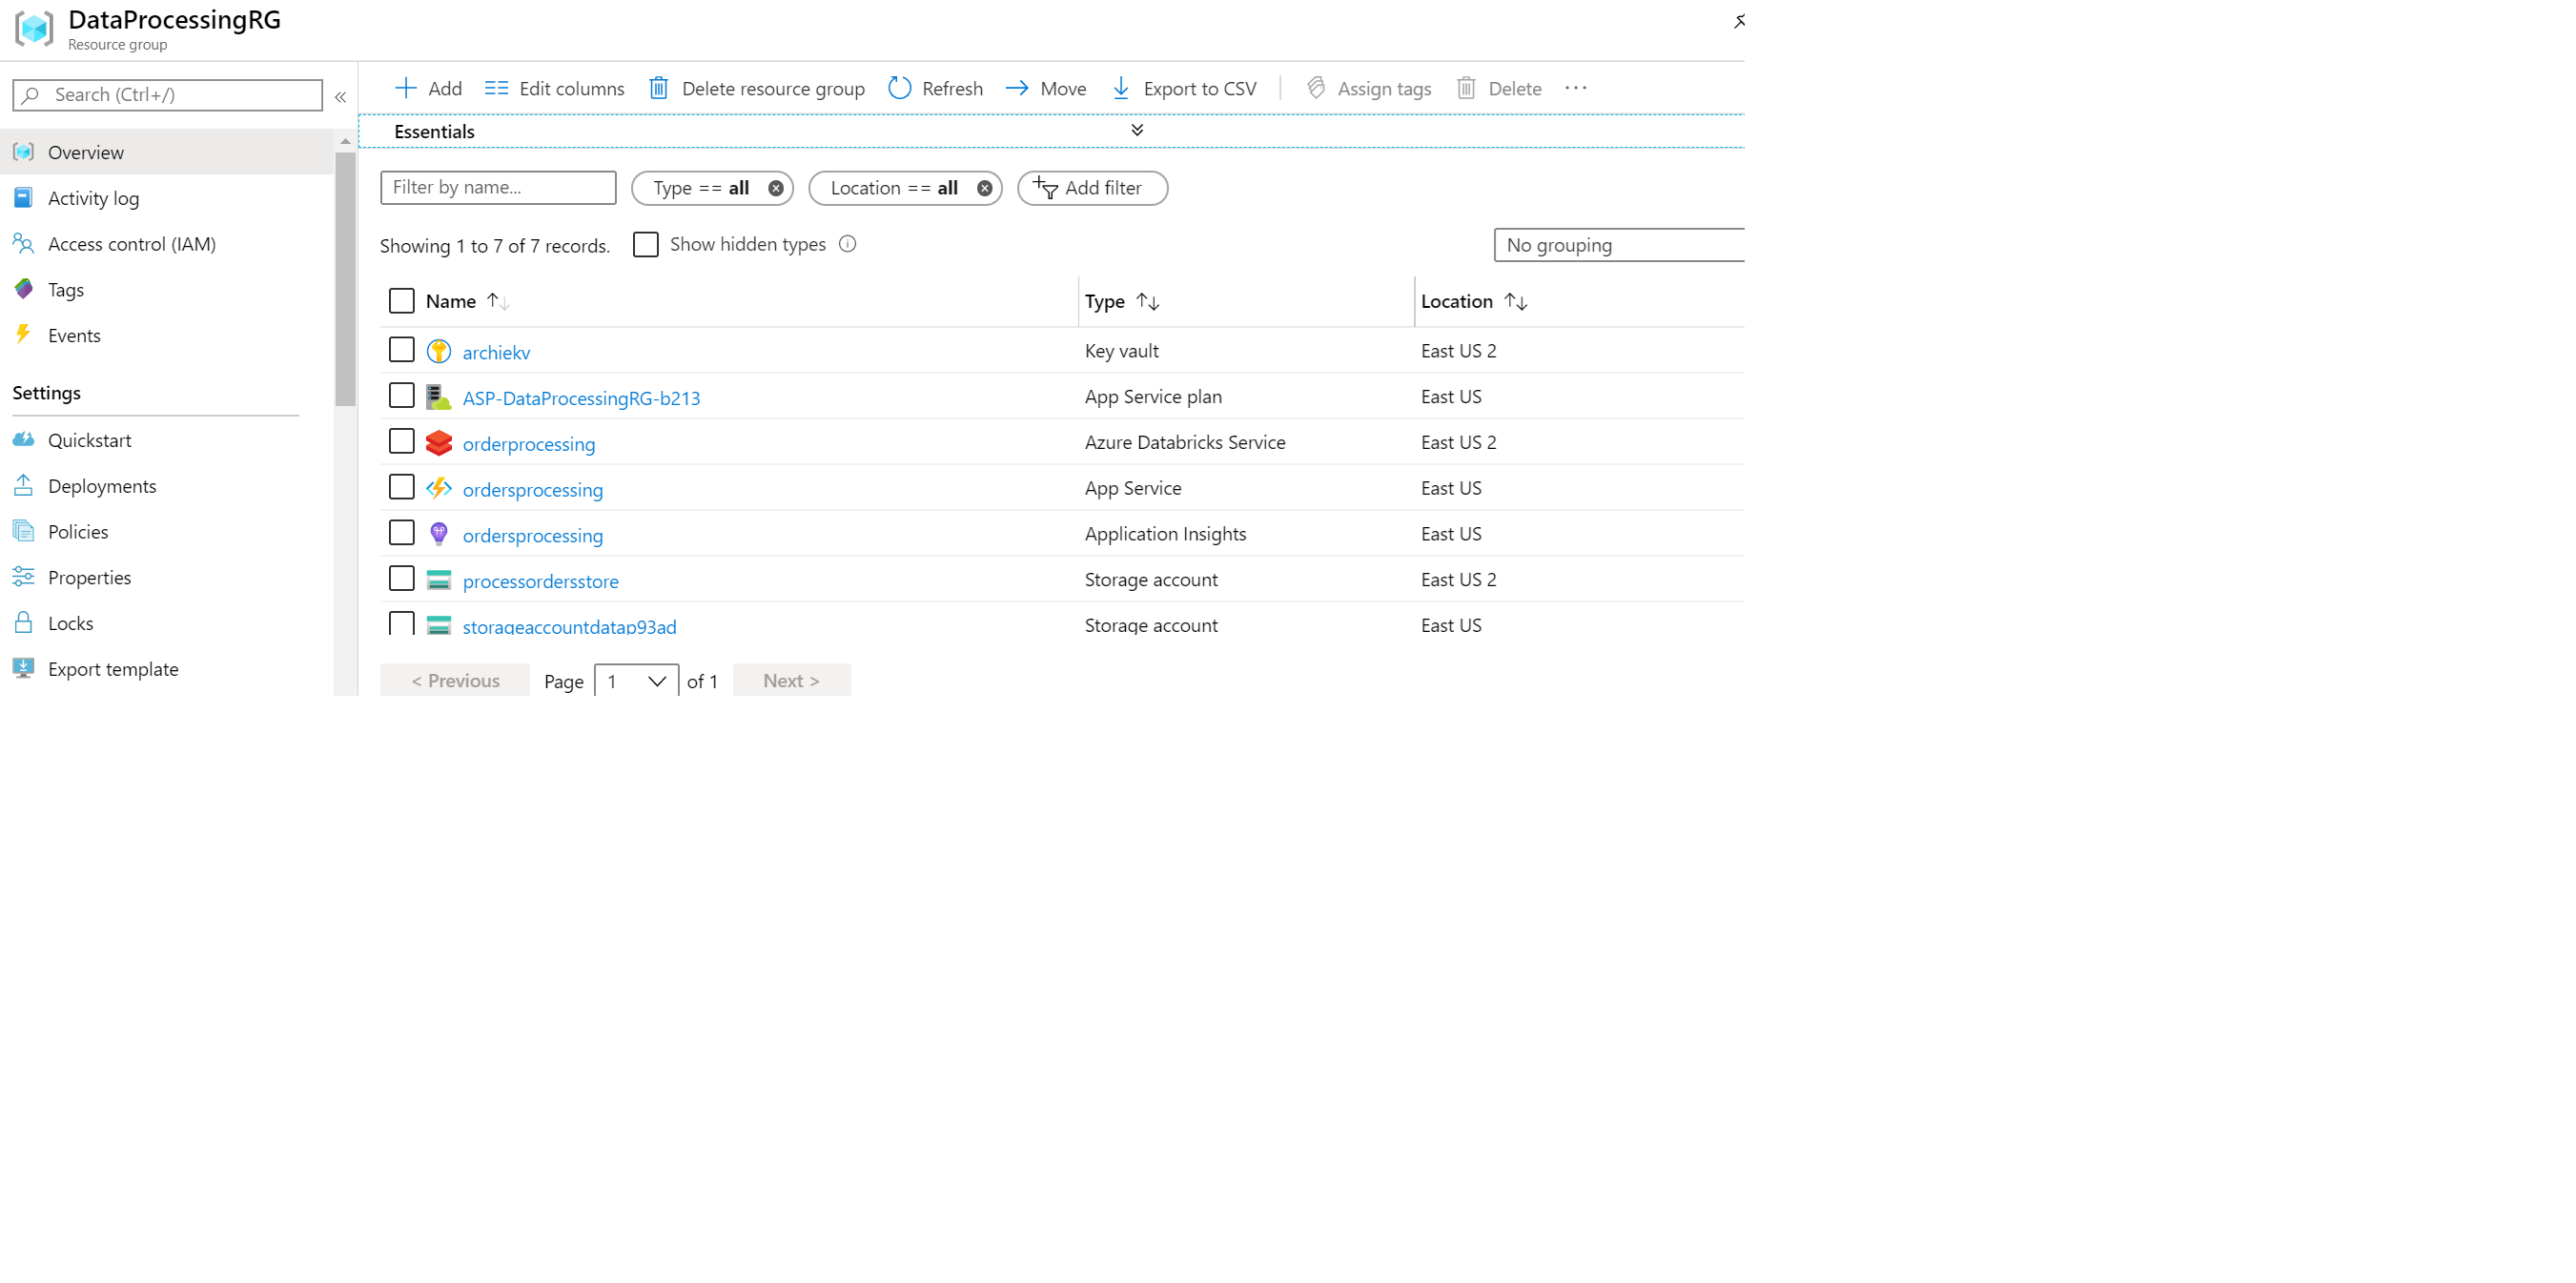 DataProcessingRG
Resource group
Search (Ctrl+/)
«
Overview
Activity log
Access control (IAM)
Tags
Events
Settings
Quickstart
Deployments
Policies
Properties
Locks
Export template
Add Edit columns Delete resource group Refresh Move Export to CSV Assign tags Delete ...
Essentials
Filter by name... Type == all Location == all Add filter
Showing 1 to 7 of 7 records. Show hidden types No grouping
Name Type Location
archiekv Key vault East US 2
ASP-DataProcessingRG-b213 App Service plan East US
orderprocessing Azure Databricks Service East US 2
ordersprocessing App Service East US
ordersprocessing Application Insights East US
processordersstore Storage account East US 2
storageaccountdatap93ad Storage account East US
< Previous Page 1 of 1 Next >